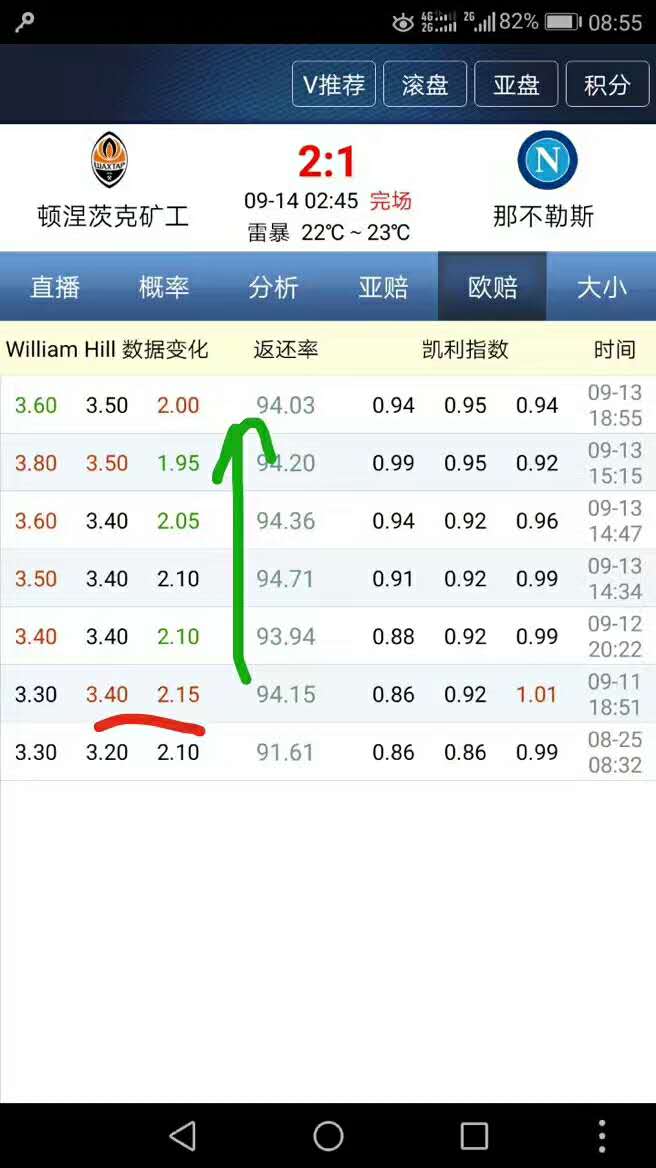 4G 2G 2G 82% 08:55
V推荐 滚盘 亚盘 积分
ШАХТАР 2:1 N
09-14 02:45 完场
顿涅茨克矿工 那不勒斯
雷暴 22℃ ~ 23℃
直播 概率 分析 亚赔 欧赔 大小
William Hill 数据变化 返还率 凯利指数 时间
3.60 3.50 2.00 94.03 0.94 0.95 0.94 09-13 18:55
3.80 3.50 1.95 94.20 0.99 0.95 0.92 09-13 15:15
3.60 3.40 2.05 94.36 0.94 0.92 0.96 09-13 14:47
3.50 3.40 2.10 94.71 0.91 0.92 0.99 09-13 14:34
3.40 3.40 2.10 93.94 0.88 0.92 0.99 09-12 20:22
3.30 3.40 2.15 94.15 0.86 0.92 1.01 09-11 18:51
3.30 3.20 2.10 91.61 0.86 0.86 0.99 08-25 08:32